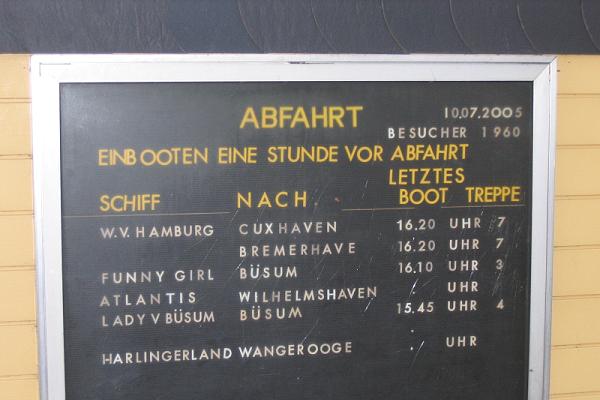 ABFAHRT 10.07.2005
BESUCHER 1960
EINBOOTEN EINE STUNDE VOR ABFAHRT
LETZTES
SCHIFF NACH BOOT TREPPE
W.V. HAMBURG CUXHAVEN 16.20 UHR 7
BREMERHAVE 16.20 UHR 7
FUNNY GIRL BÜSUM 16.10 UHR 3
ATLANTIS WILHELMSHAVEN . UHR
LADY V BÜSUM BÜSUM 15.45 UHR 4
HARLINGERLAND WANGEROOGE . UHR